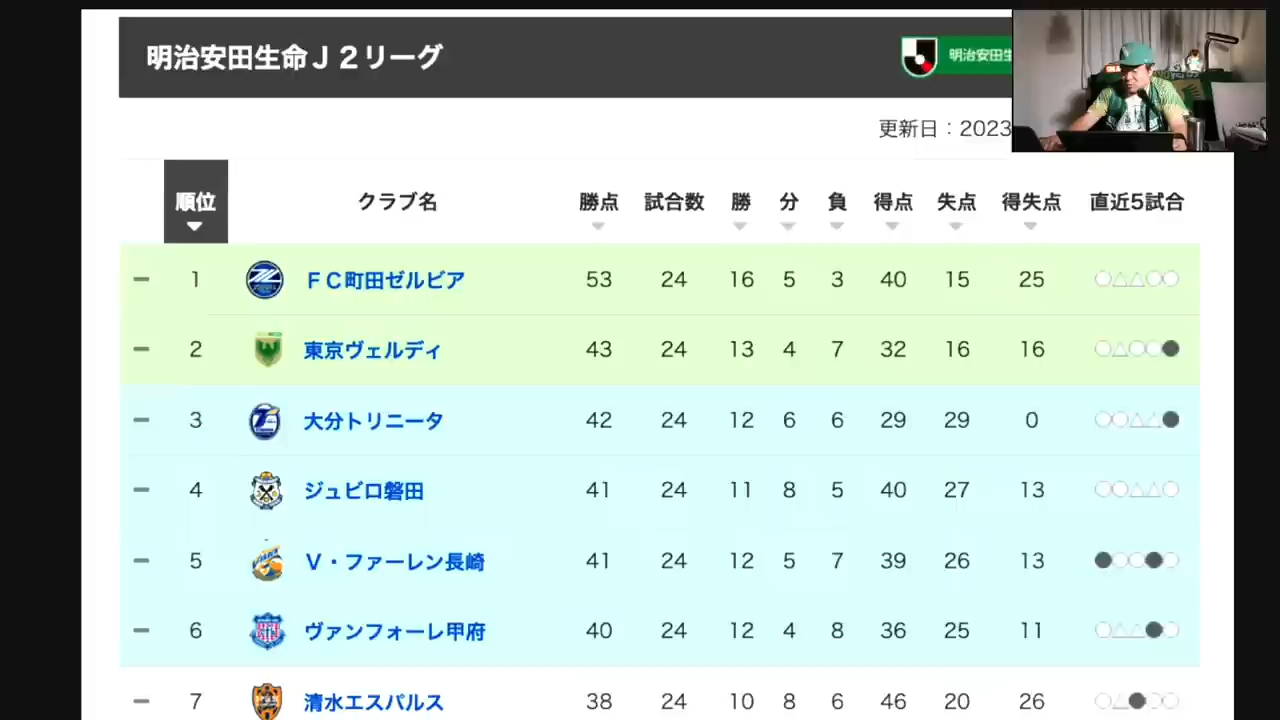 明治安田生命Ｊ２リーグ
明治安田生
更新日：2023
順位 クラブ名 勝点 試合数 勝 分 負 得点 失点 得失点 直近5試合
1 ＦＣ町田ゼルビア 53 24 16 5 3 40 15 25
2 東京ヴェルディ 43 24 13 4 7 32 16 16
3 大分トリニータ 42 24 12 6 6 29 29 0
4 ジュビロ磐田 41 24 11 8 5 40 27 13
5 Ｖ・ファーレン長崎 41 24 12 5 7 39 26 13
6 ヴァンフォーレ甲府 40 24 12 4 8 36 25 11
7 清水エスパルス 38 24 10 8 6 46 20 26